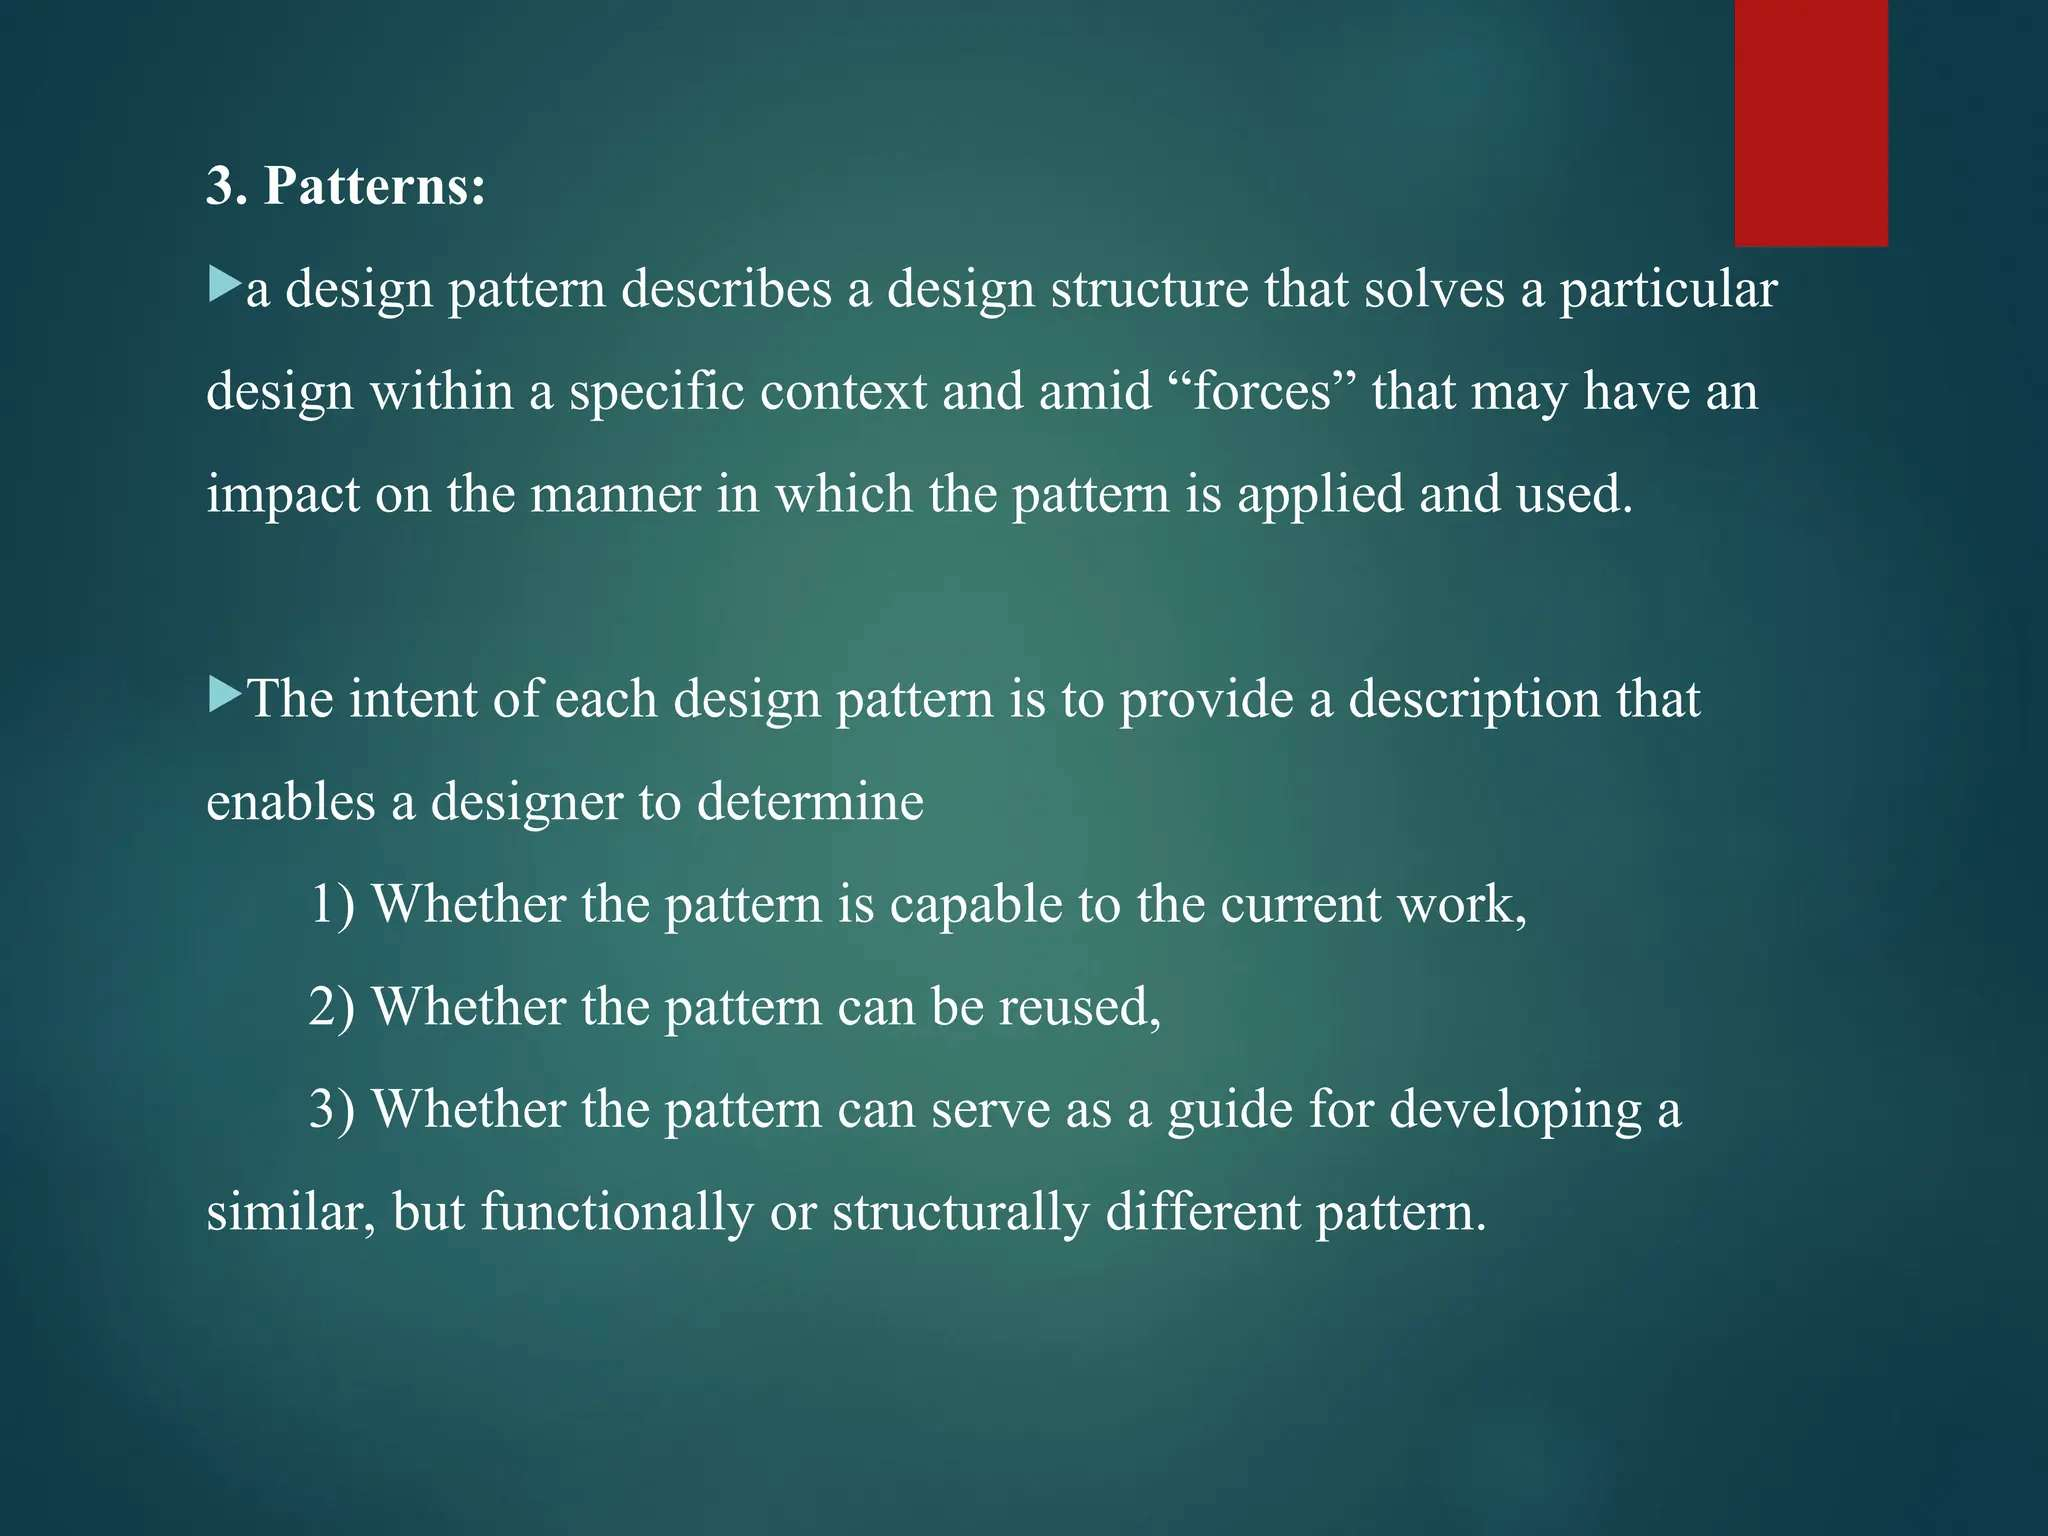 3. Patterns:
a design pattern describes a design structure that solves a particular
design within a specific context and amid “forces” that may have an
impact on the manner in which the pattern is applied and used.
The intent of each design pattern is to provide a description that
enables a designer to determine
1) Whether the pattern is capable to the current work,
2) Whether the pattern can be reused,
3) Whether the pattern can serve as a guide for developing a
similar, but functionally or structurally different pattern.